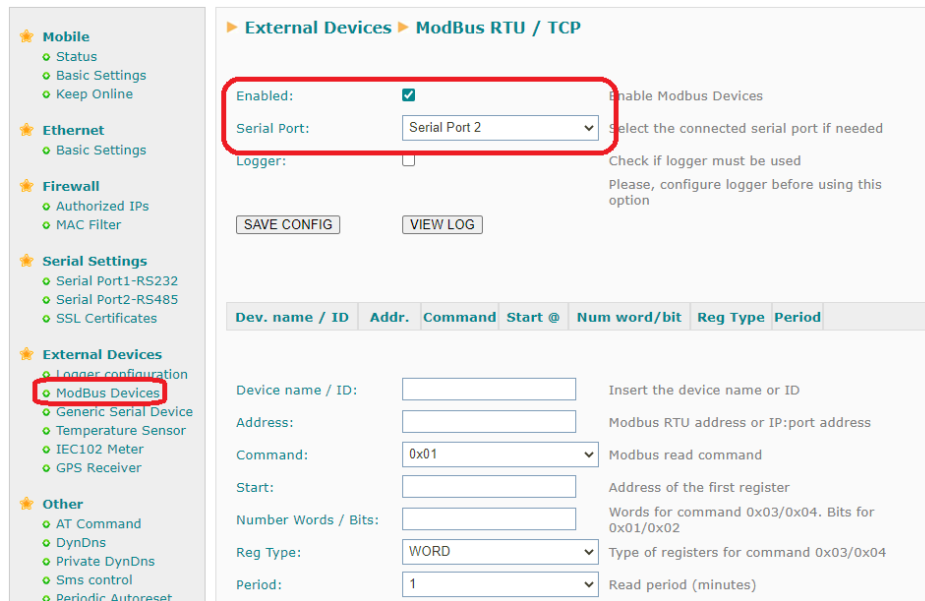 Mobile
Status
Basic Settings
Keep Online
Ethernet
Basic Settings
Firewall
Authorized IPs
MAC Filter
Serial Settings
Serial Port1-RS232
Serial Port2-RS485
SSL Certificates
External Devices
Logger configuration
ModBus Devices
Generic Serial Device
Temperature Sensor
IEC102 Meter
GPS Receiver
Other
AT Command
DynDns
Private DynDns
Sms control
Periodic Autoreset
External Devices ModBus RTU / TCP
Enabled: Enable Modbus Devices
Serial Port: Serial Port 2 Select the connected serial port if needed
Logger: Check if logger must be used
Please, configure logger before using this
option
SAVE CONFIG VIEW LOG
Dev. name / ID Addr. Command Start @ Num word/bit Reg Type Period
Device name / ID: Insert the device name or ID
Address: Modbus RTU address or IP:port address
Command: 0x01 Modbus read command
Start: Address of the first register
Number Words / Bits: Words for command 0x03/0x04. Bits for
0x01/0x02
Reg Type: WORD Type of registers for command 0x03/0x04
Period: 1 Read period (minutes)